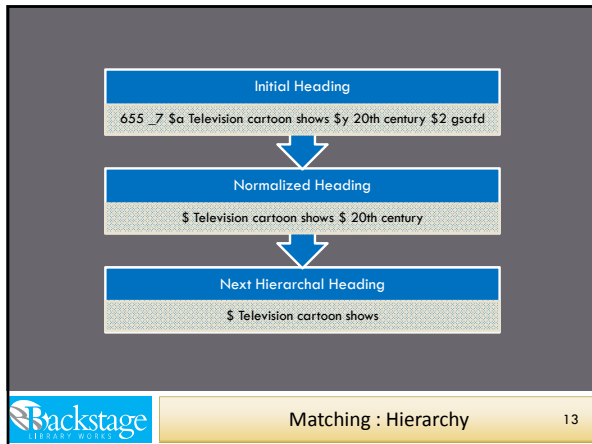 Initial Heading
655 _7 $a Television cartoon shows $y 20th century $2 gsafd
Normalized Heading
$ Television cartoon shows $ 20th century
Next Hierarchal Heading
$ Television cartoon shows
Backstage
LIBRARY WORKS
Matching : Hierarchy
13